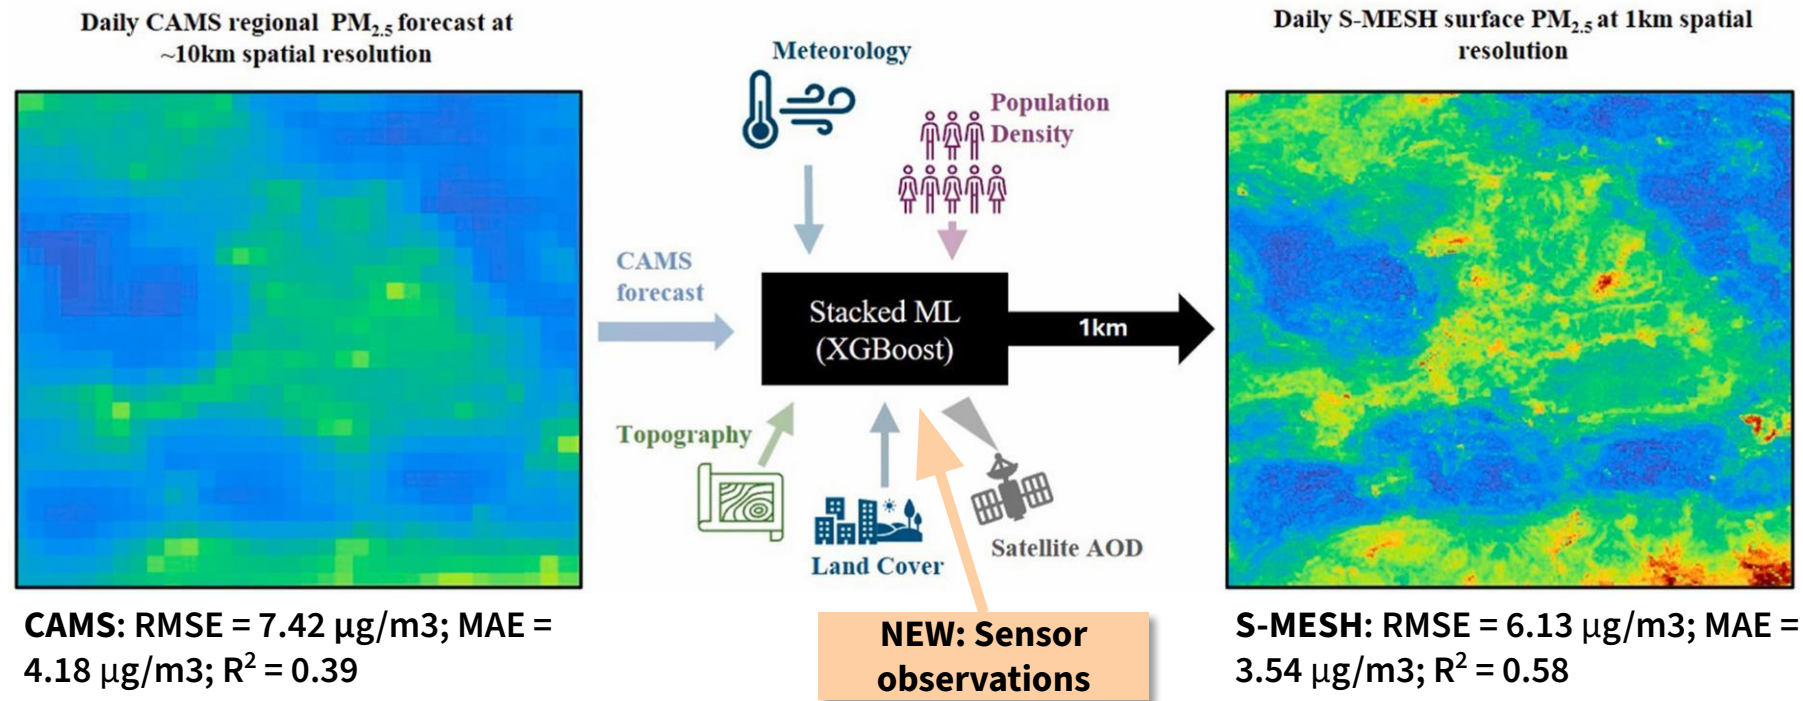 Daily CAMS regional PM2.5 forecast at
~10km spatial resolution
Meteorology
Population
Density
CAMS
forecast
Stacked ML
(XGBoost)
1km
Topography
Land Cover
Satellite AOD
NEW: Sensor
observations
Daily S-MESH surface PM2.5 at 1km spatial
resolution
CAMS: RMSE = 7.42 µg/m3; MAE =
4.18 µg/m3; R² = 0.39
S-MESH: RMSE = 6.13 µg/m3; MAE =
3.54 µg/m3; R² = 0.58